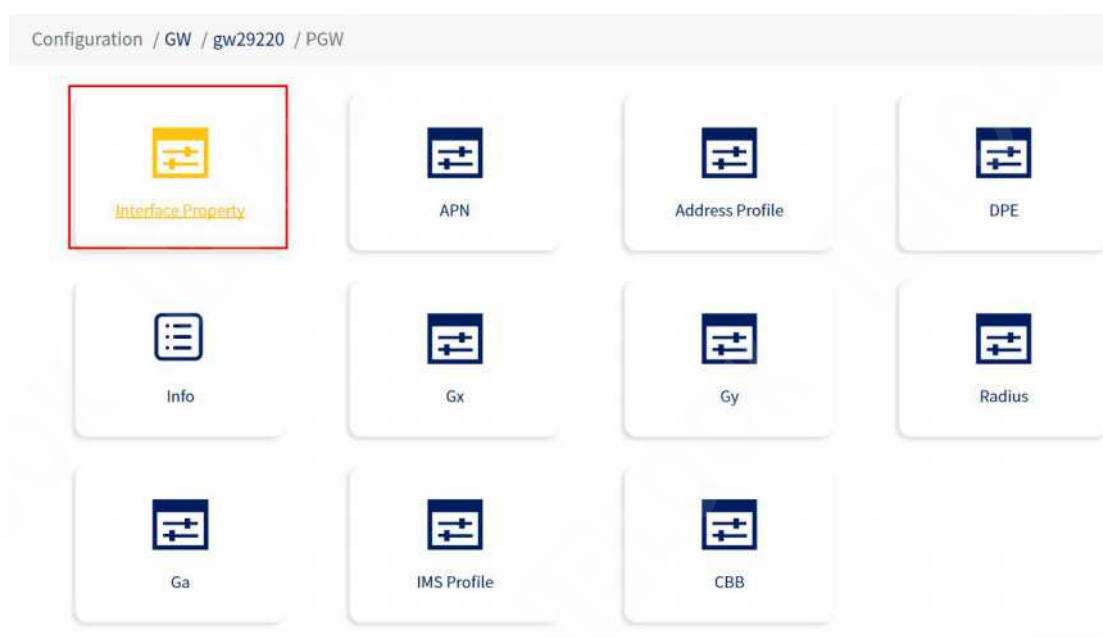 Configuration / GW / gw29220 / PGW
Interface Property
APN
Address Profile
DPE
Info
Gx
Gy
Radius
Ga
IMS Profile
CBB